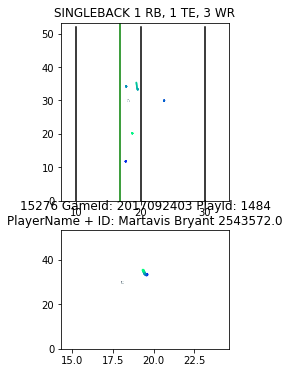 SINGLEBACK 1 RB, 1 TE, 3 WR
50
40
30
20
10
0
10 20 30
15276 GameId: 2017092403 PlayId: 1484
PlayerName + ID: Martavis Bryant 2543572.0
40
20
0
15.0 17.5 20.0 22.5